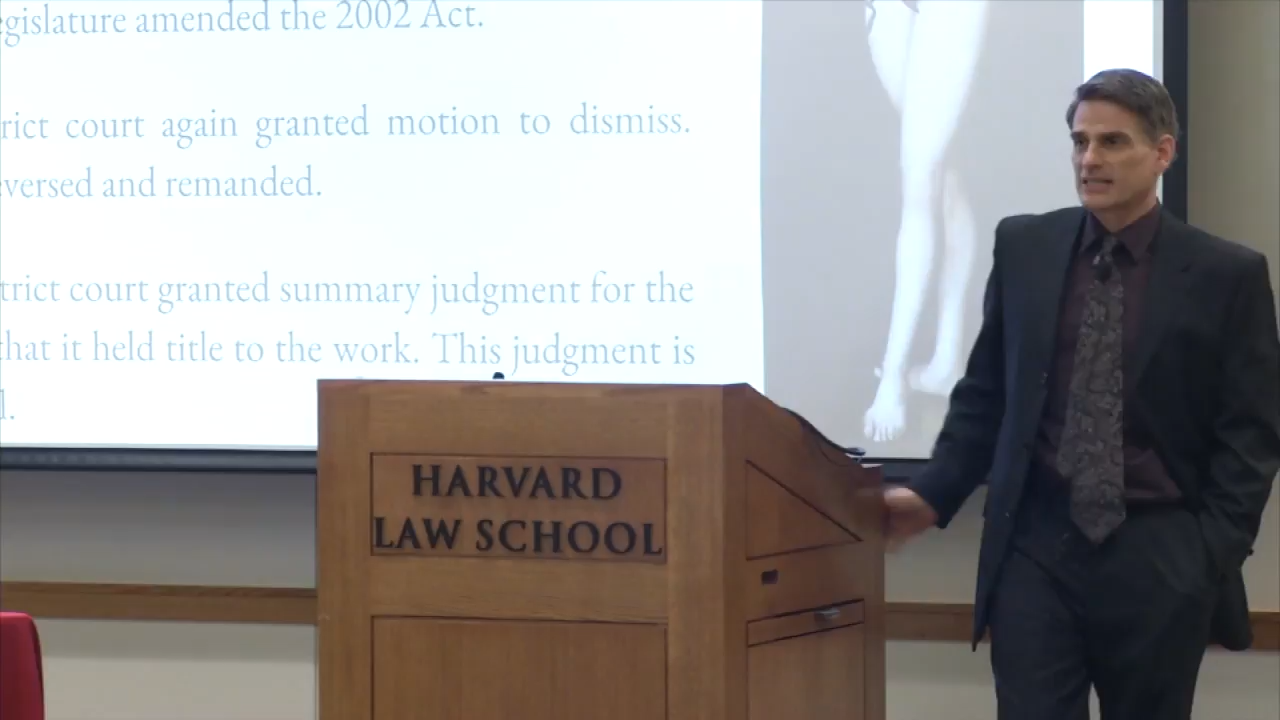 egislature amended the 2002 Act.
rict court again granted motion to dismiss.
eversed and remanded.
trict court granted summary judgment for the
that it held title to the work. This judgment is
HARVARD
LAW SCHOOL